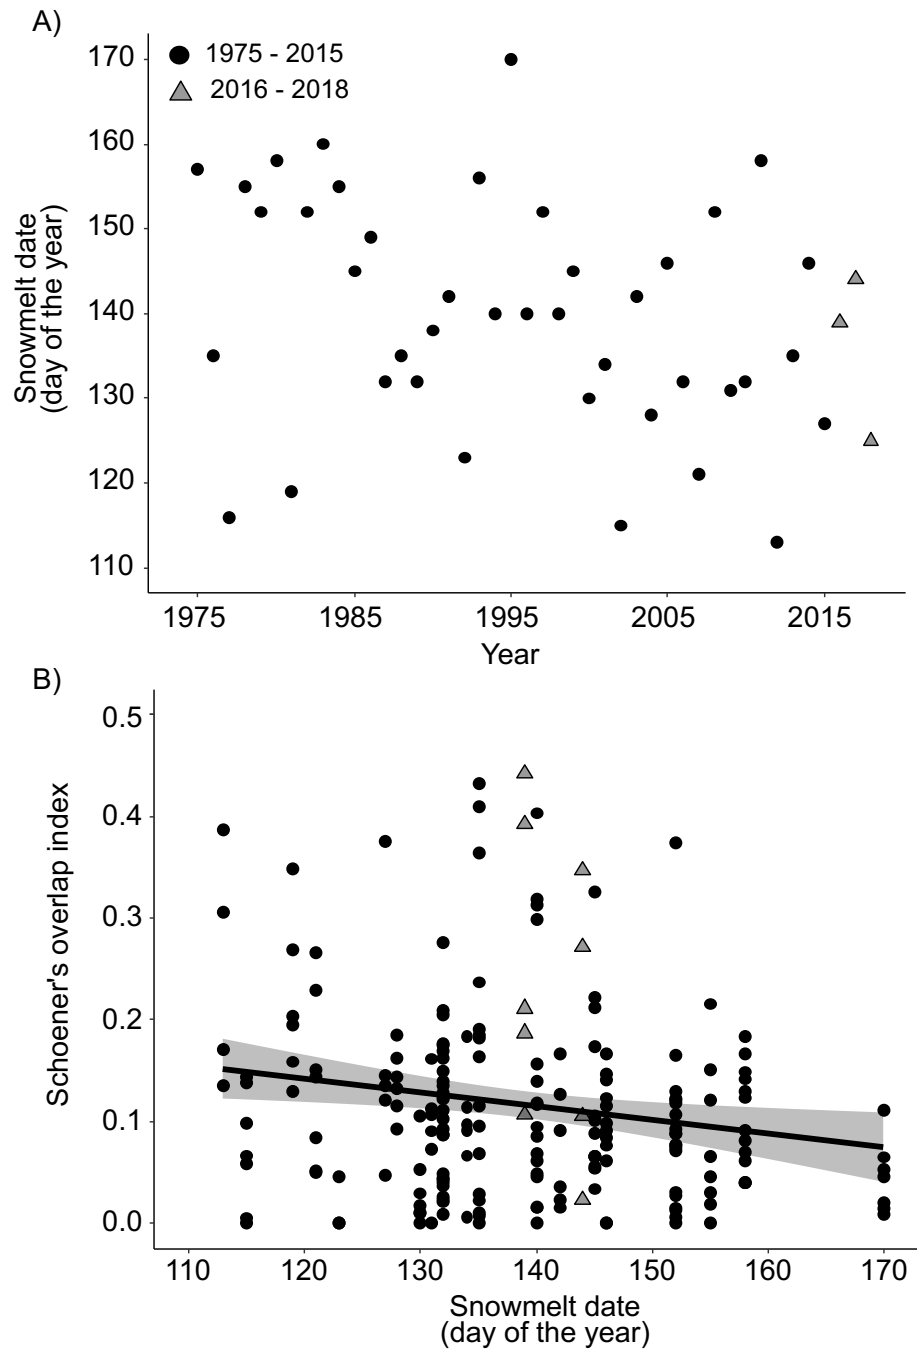 A)
1975 - 2015
2016 - 2018
170
160
150
140
130
120
110
Snowmelt date
(day of the year)
1975
1985
1995
2005
2015
Year
B)
0.5
0.4
0.3
0.2
0.1
0.0
Schoener's overlap index
110
120
130
140
150
160
170
Snowmelt date
(day of the year)